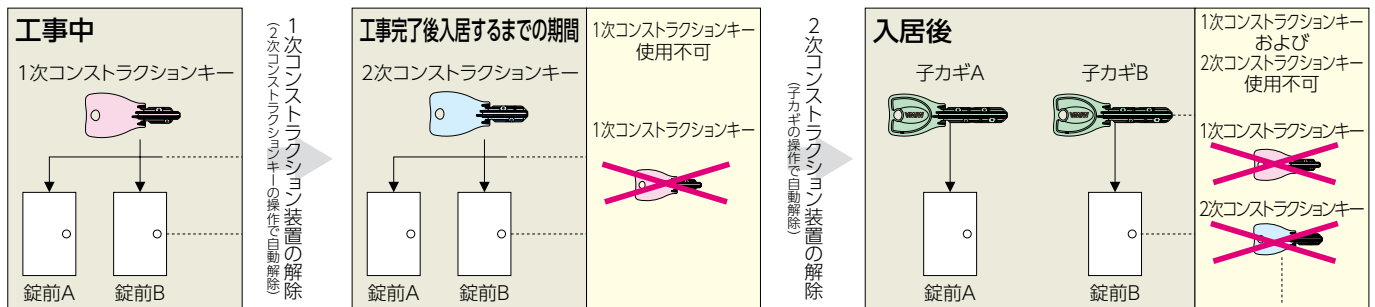 工事中
1次コンストラクションキー
錠前A
錠前B
1次コンストラクション装置の解除
（2次コンストラクションキーの操作で自動解除）
工事完了後入居するまでの期間
2次コンストラクションキー
錠前A
錠前B
1次コンストラクションキー
使用不可
1次コンストラクションキー
2次コンストラクション装置の解除
（子カギの操作で自動解除）
入居後
子カギA
子カギB
錠前A
錠前B
1次コンストラクションキー
および
2次コンストラクションキー
使用不可
1次コンストラクションキー
2次コンストラクションキー